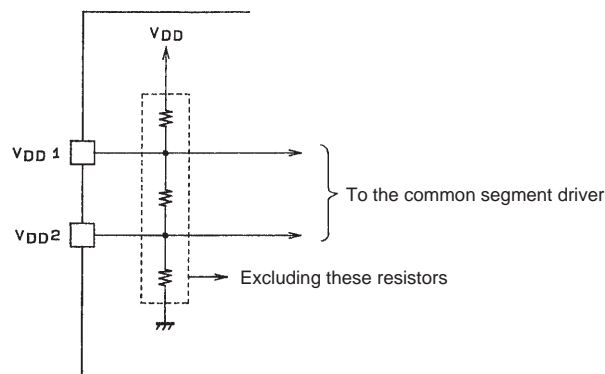 VDD
VDD 1
To the common segment driver
VDD2
Excluding these resistors